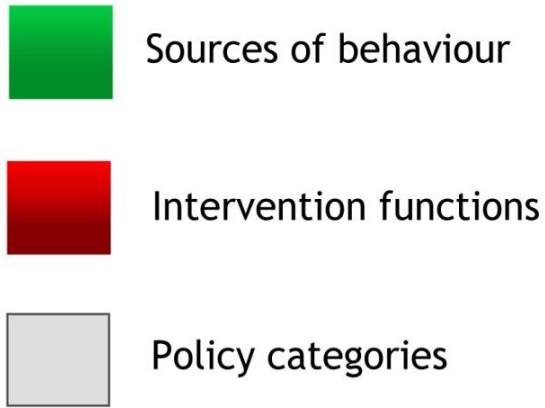 Sources of behaviour
Intervention functions
Policy categories